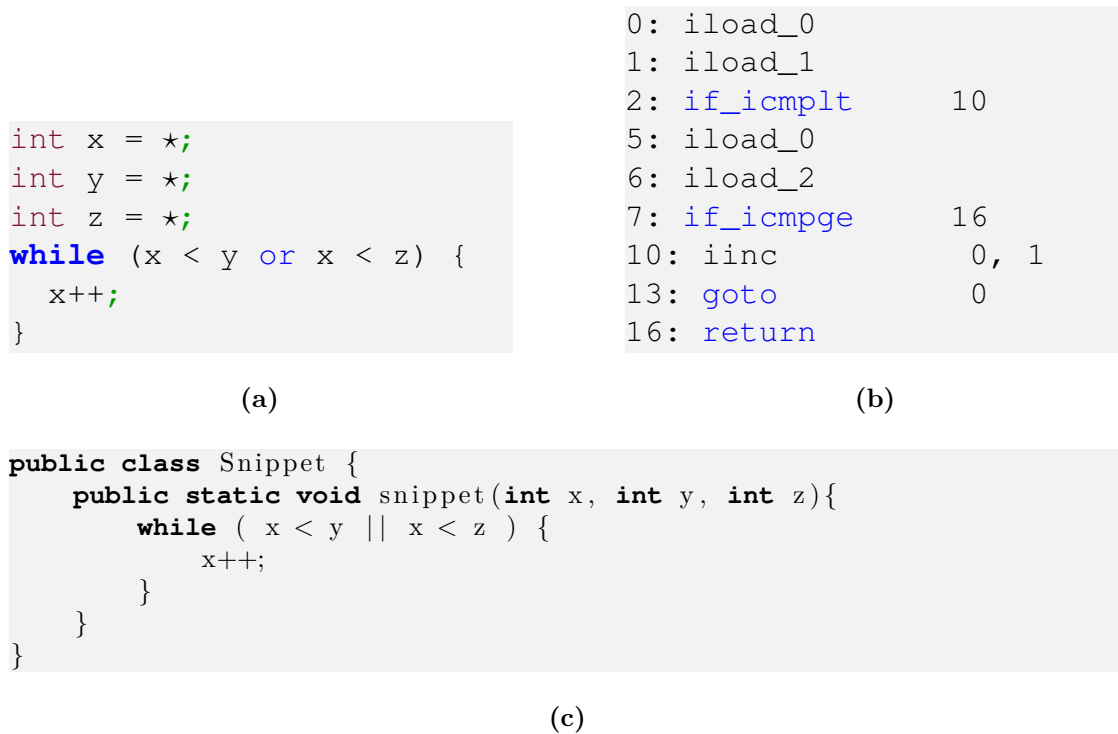 int x = ⋆;
int y = ⋆;
int z = ⋆;
while (x < y or x < z) {
  x++;
}
(a)
0: iload_0
1: iload_1
2: if_icmplt 10
5: iload_0
6: iload_2
7: if_icmpge 16
10: iinc 0, 1
13: goto 0
16: return
(b)
public class Snippet {
    public static void snippet(int x, int y, int z){
        while ( x < y || x < z ) {
            x++;
        }
    }
}
(c)